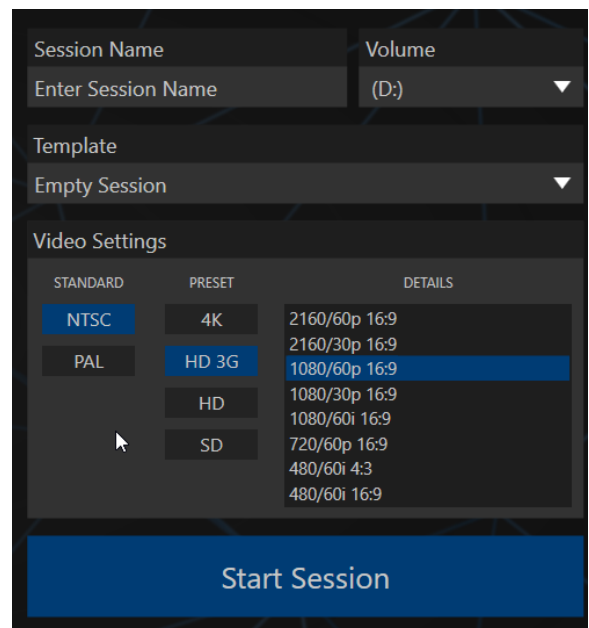 Session Name
Volume
Enter Session Name
(D:)
Template
Empty Session
Video Settings
STANDARD
PRESET
DETAILS
NTSC
PAL
4K
HD 3G
HD
SD
2160/60p 16:9
2160/30p 16:9
1080/60p 16:9
1080/30p 16:9
1080/60i 16:9
720/60p 16:9
480/60i 4:3
480/60i 16:9
Start Session